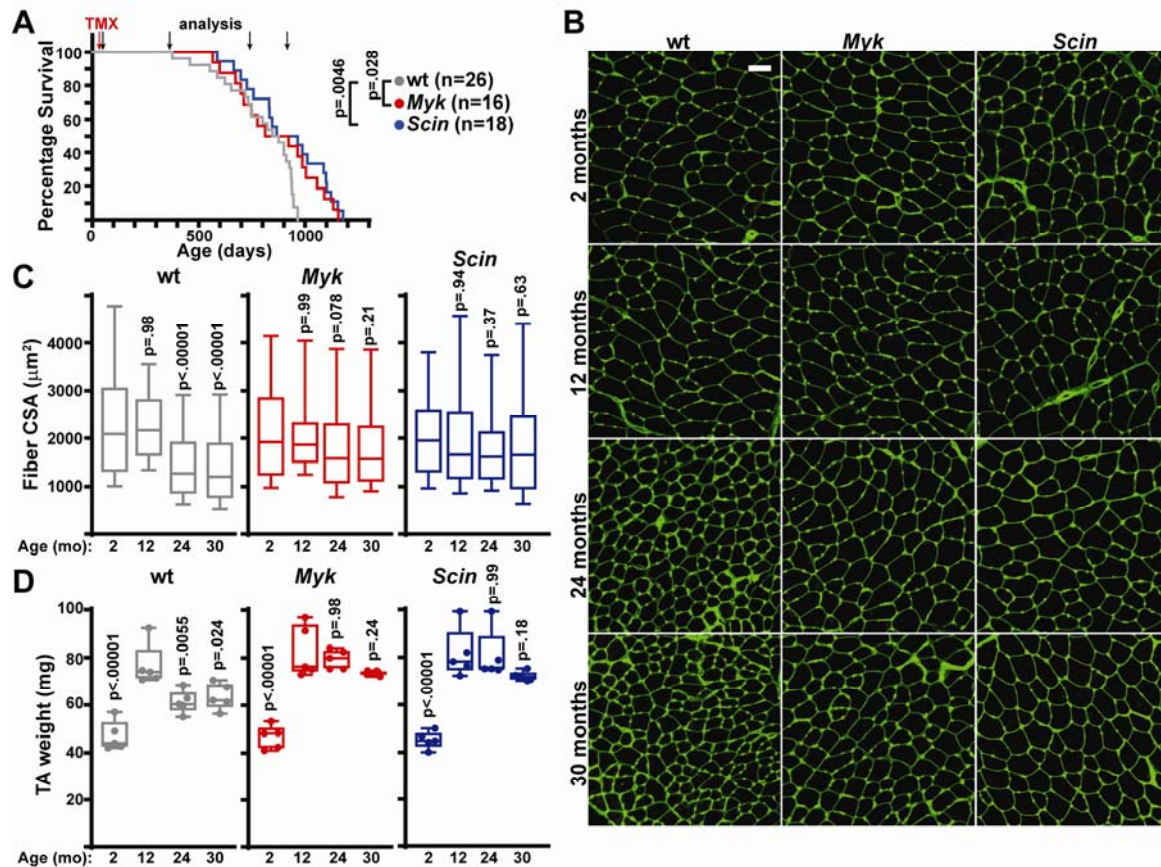 A
TMX
analysis
Percentage Survival
100
80
60
40
20
0
500
1000
Age (days)
p=.0046
p=.028
wt (n=26)
Myk (n=16)
Scin (n=18)
B
wt
Myk
Scin
2 months
12 months
24 months
30 months
C
wt
Myk
Scin
Fiber CSA (μm²)
4000
3000
2000
1000
p=.98
p<.00001
p<.00001
p=.99
p=.078
p=.21
p=.94
p=.37
p=.63
Age (mo): 2 12 24 30 2 12 24 30 2 12 24 30
D
wt
Myk
Scin
TA weight (mg)
100
80
60
40
20
p<.00001
p=.0055
p=.024
p<.00001
p=.98
p=.24
p<.00001
p=.99
p=.18
Age (mo): 2 12 24 30 2 12 24 30 2 12 24 30